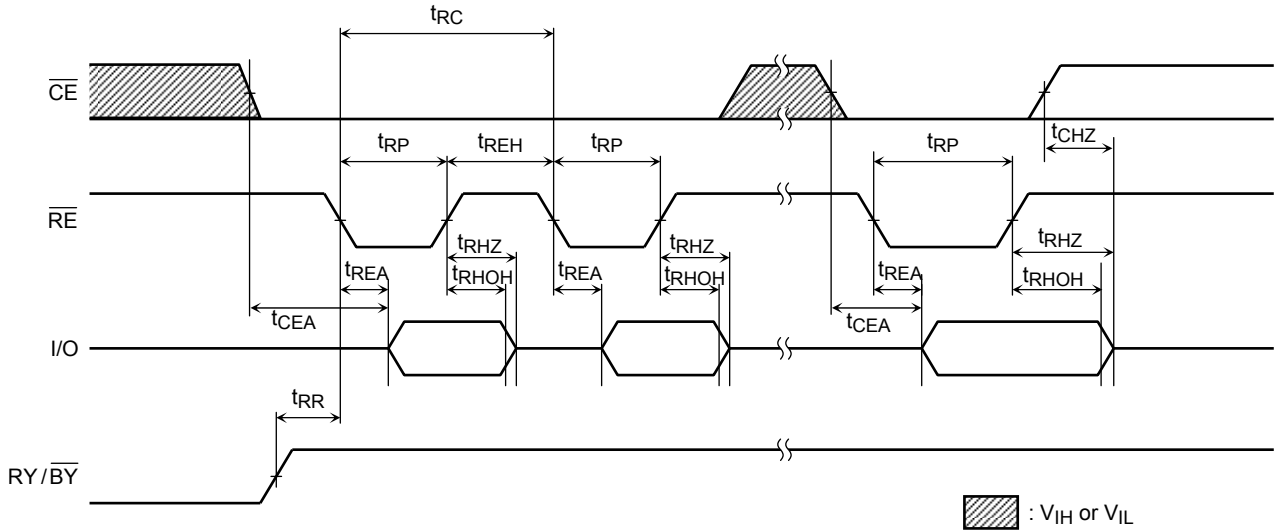 tRC
CE
tCHZ
tRP tREH tRP tRP
RE
tRHZ tRHZ tRHZ
tREA tRHOH tREA tRHOH tREA tRHOH
tCEA tCEA
I/O
tRR
RY/BY
: VIH or VIL